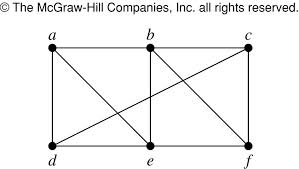 © The McGraw-Hill Companies, Inc. all rights reserved.
a b c
d e f